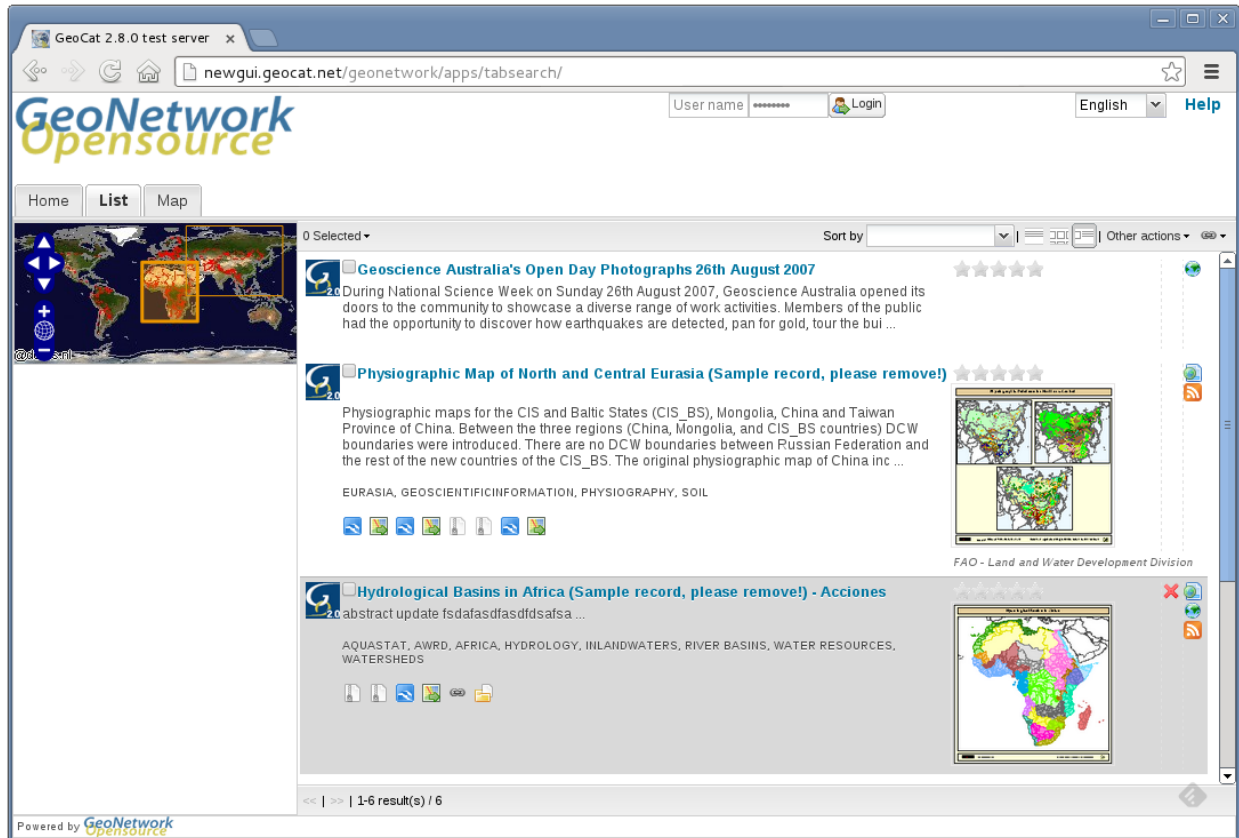 GeoCat 2.8.0 test server
newgui.geocat.net/geonetwork/apps/tabsearch/
GeoNetwork
Opensource
User name
Login
English
Help
Home
List
Map
0 Selected
Sort by
Other actions
Geoscience Australia's Open Day Photographs 26th August 2007
During National Science Week on Sunday 26th August 2007, Geoscience Australia opened its
doors to the community to showcase a diverse range of work activities. Members of the public
had the opportunity to discover how earthquakes are detected, pan for gold, tour the bui ...
Physiographic Map of North and Central Eurasia (Sample record, please remove!)
Physiographic maps for the CIS and Baltic States (CIS_BS), Mongolia, China and Taiwan
Province of China. Between the three regions (China, Mongolia, and CIS_BS countries) DCW
boundaries were introduced. There are no DCW boundaries between Russian Federation and
the rest of the new countries of the CIS_BS. The original physiographic map of China inc ...
EURASIA, GEOSCIENTIFICINFORMATION, PHYSIOGRAPHY, SOIL
FAO - Land and Water Development Division
Hydrological Basins in Africa (Sample record, please remove!) - Acciones
abstract update fsdafasdfasdfdsafsa ...
AQUASTAT, AWRD, AFRICA, HYDROLOGY, INLANDWATERS, RIVER BASINS, WATER RESOURCES,
WATERSHEDS
<< | >> | 1-6 result(s) / 6
Powered by GeoNetwork
Opensource